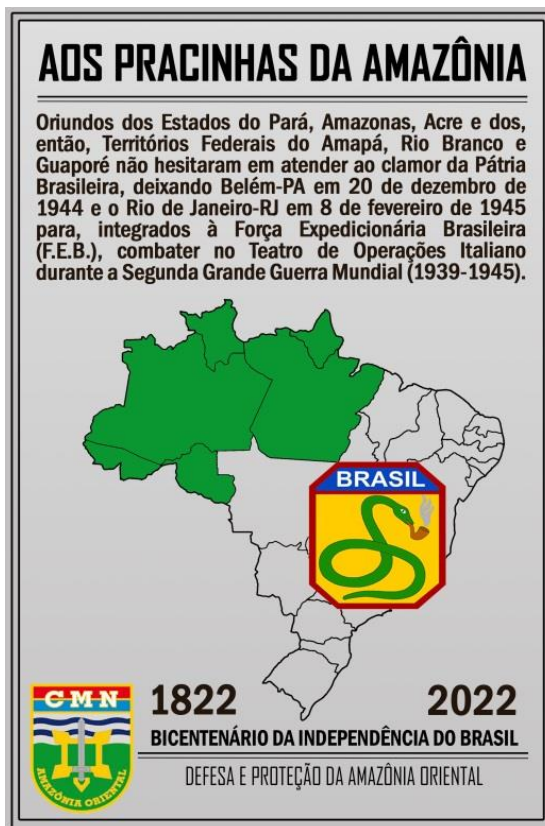 AOS PRACINHAS DA AMAZÔNIA
Oriundos dos Estados do Pará, Amazonas, Acre e dos,
então, Territórios Federais do Amapá, Rio Branco e
Guaporé não hesitaram em atender ao clamor da Pátria
Brasileira, deixando Belém-PA em 20 de dezembro de
1944 e o Rio de Janeiro-RJ em 8 de fevereiro de 1945
para, integrados à Força Expedicionária Brasileira
(F.E.B.), combater no Teatro de Operações Italiano
durante a Segunda Grande Guerra Mundial (1939-1945).
BRASIL
CMN
AMAZÔNIA ORIENTAL
1822 2022
BICENTENÁRIO DA INDEPENDÊNCIA DO BRASIL
DEFESA E PROTEÇÃO DA AMAZÔNIA ORIENTAL